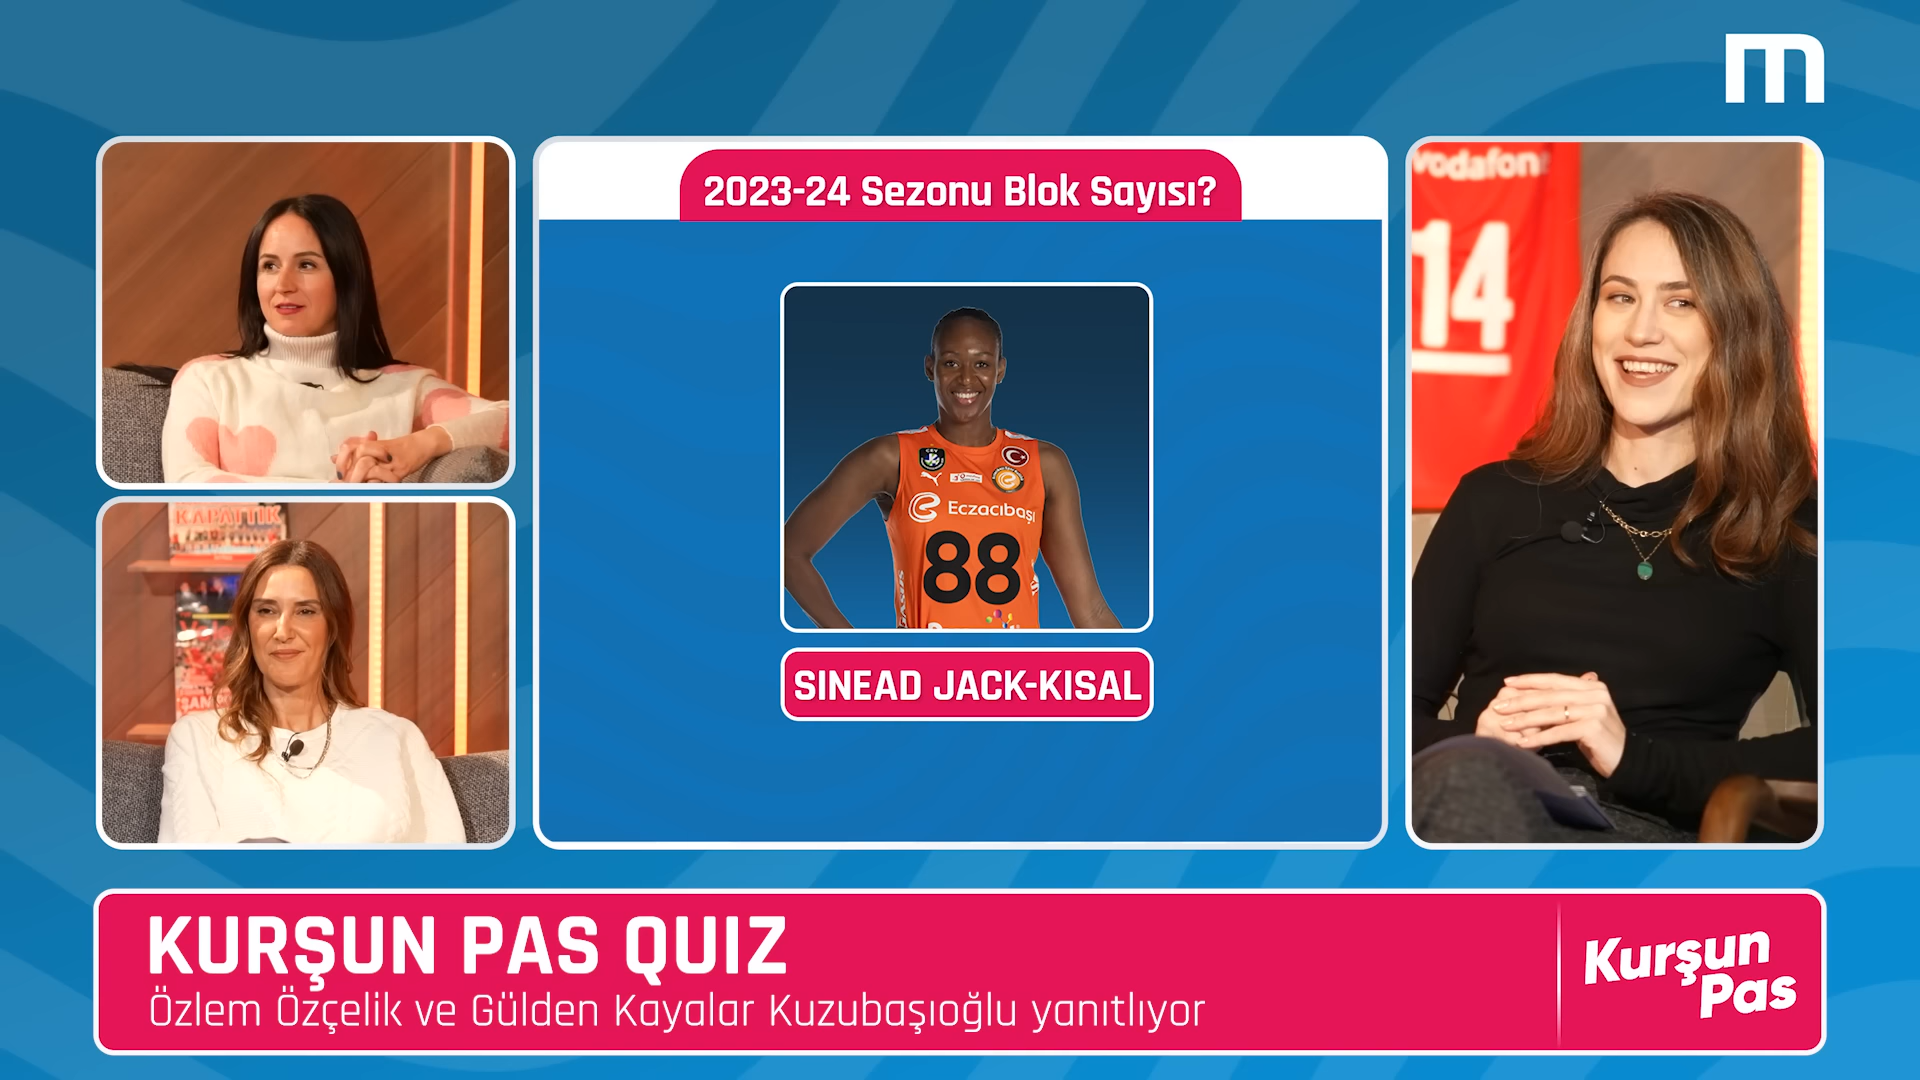 m
2023-24 Sezonu Blok Sayısı?
14
Eczacıbaşı
88
SINEAD JACK-KISAL
KAPATTIK
KURŞUN PAS QUIZ
Özlem Özçelik ve Gülden Kayalar Kuzubaşıoğlu yanıtlıyor
Kurşun
Pas